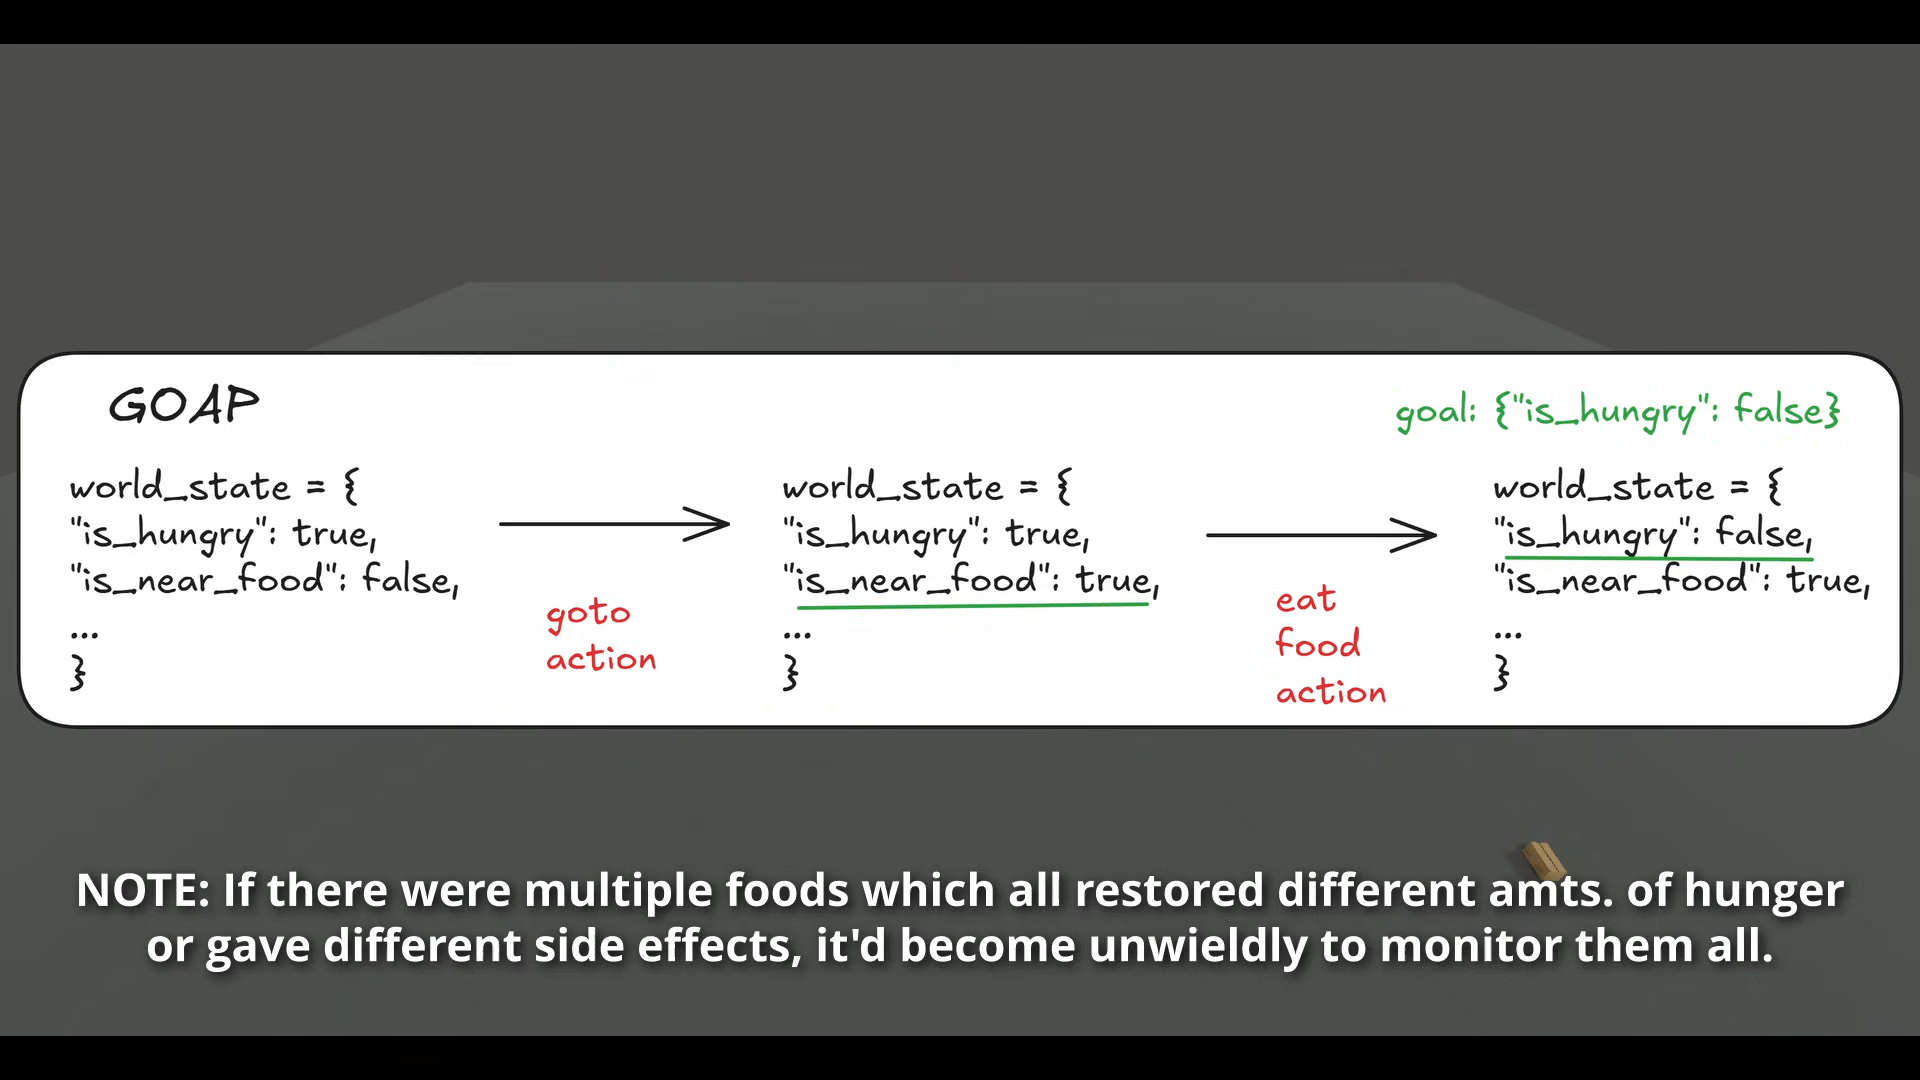 GOAP
goal: {"is_hungry": false}
world_state = {
"is_hungry": true,
"is_near_food": false,
...
}
goto
action
world_state = {
"is_hungry": true,
"is_near_food": true,
...
}
eat
food
action
world_state = {
"is_hungry": false,
"is_near_food": true,
...
}
NOTE: If there were multiple foods which all restored different amts. of hunger
or gave different side effects, it'd become unwieldly to monitor them all.